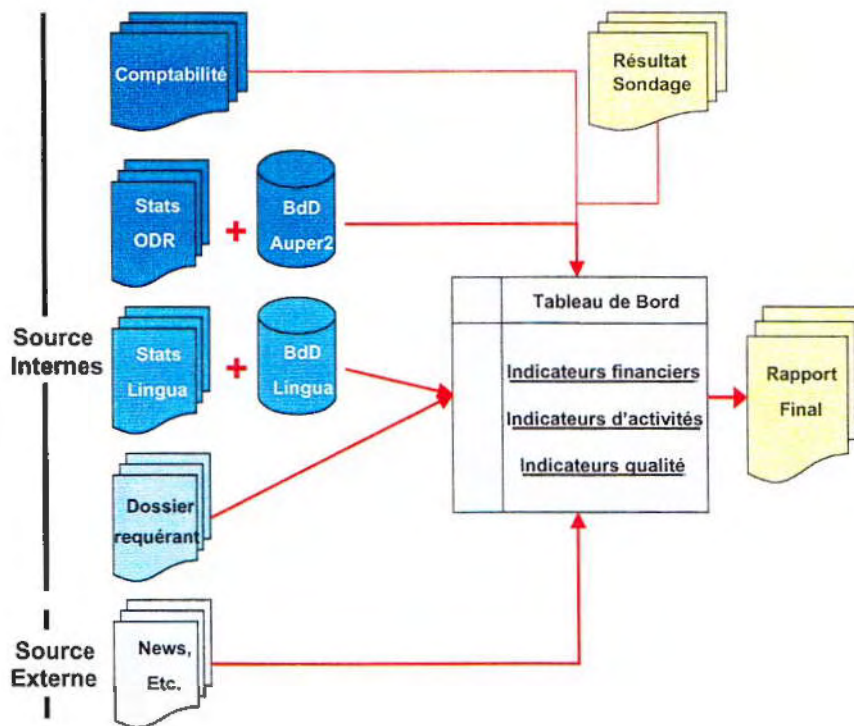 Comptabilité
Résultat
Sondage
Stats
ODR
+
BdD
Auper2
Source
Internes
Stats
Lingua
+
BdD
Lingua
Tableau de Bord
Indicateurs financiers
Indicateurs d'activités
Indicateurs qualité
Rapport
Final
Dossier
requérant
Source
Externe
News,
Etc.